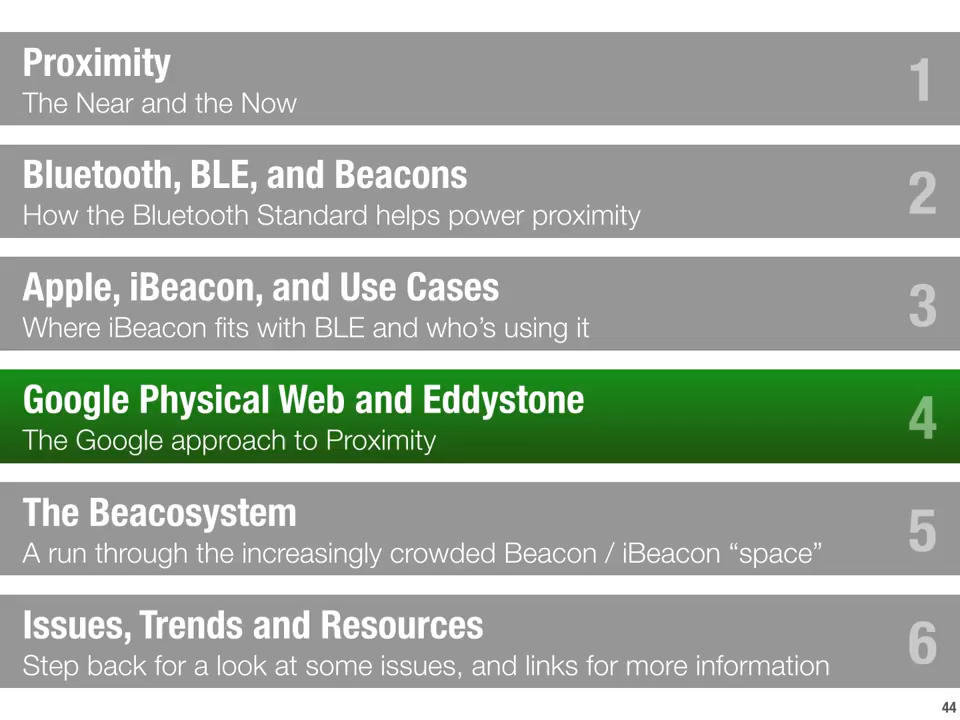 Proximity
The Near and the Now
1
Bluetooth, BLE, and Beacons
How the Bluetooth Standard helps power proximity
2
Apple, iBeacon, and Use Cases
Where iBeacon fits with BLE and who’s using it
3
Google Physical Web and Eddystone
The Google approach to Proximity
4
The Beacosystem
A run through the increasingly crowded Beacon / iBeacon “space”
5
Issues, Trends and Resources
Step back for a look at some issues, and links for more information
6
44